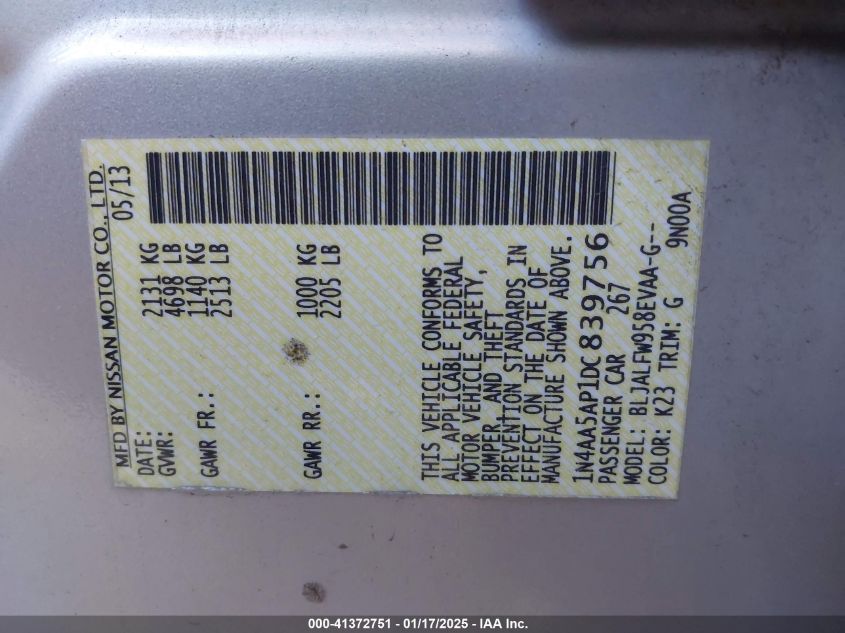 MFD BY NISSAN MOTOR CO., LTD.
DATE: 05/13
GVWR: 2131 KG
4698 LB
GAWR FR.: 1140 KG
2513 LB
GAWR RR.: 1000 KG
2205 LB
THIS VEHICLE CONFORMS TO
ALL APPLICABLE FEDERAL
MOTOR VEHICLE SAFETY,
BUMPER, AND THEFT
PREVENTION STANDARDS IN
EFFECT ON THE DATE OF
MANUFACTURE SHOWN ABOVE.
1N4AA5AP1DC839756
PASSENGER CAR 267
MODEL: BLJALFW958EVAA-G--
COLOR: K23 TRIM: G 9N00A
000-41372751 - 01/17/2025 - IAA Inc.